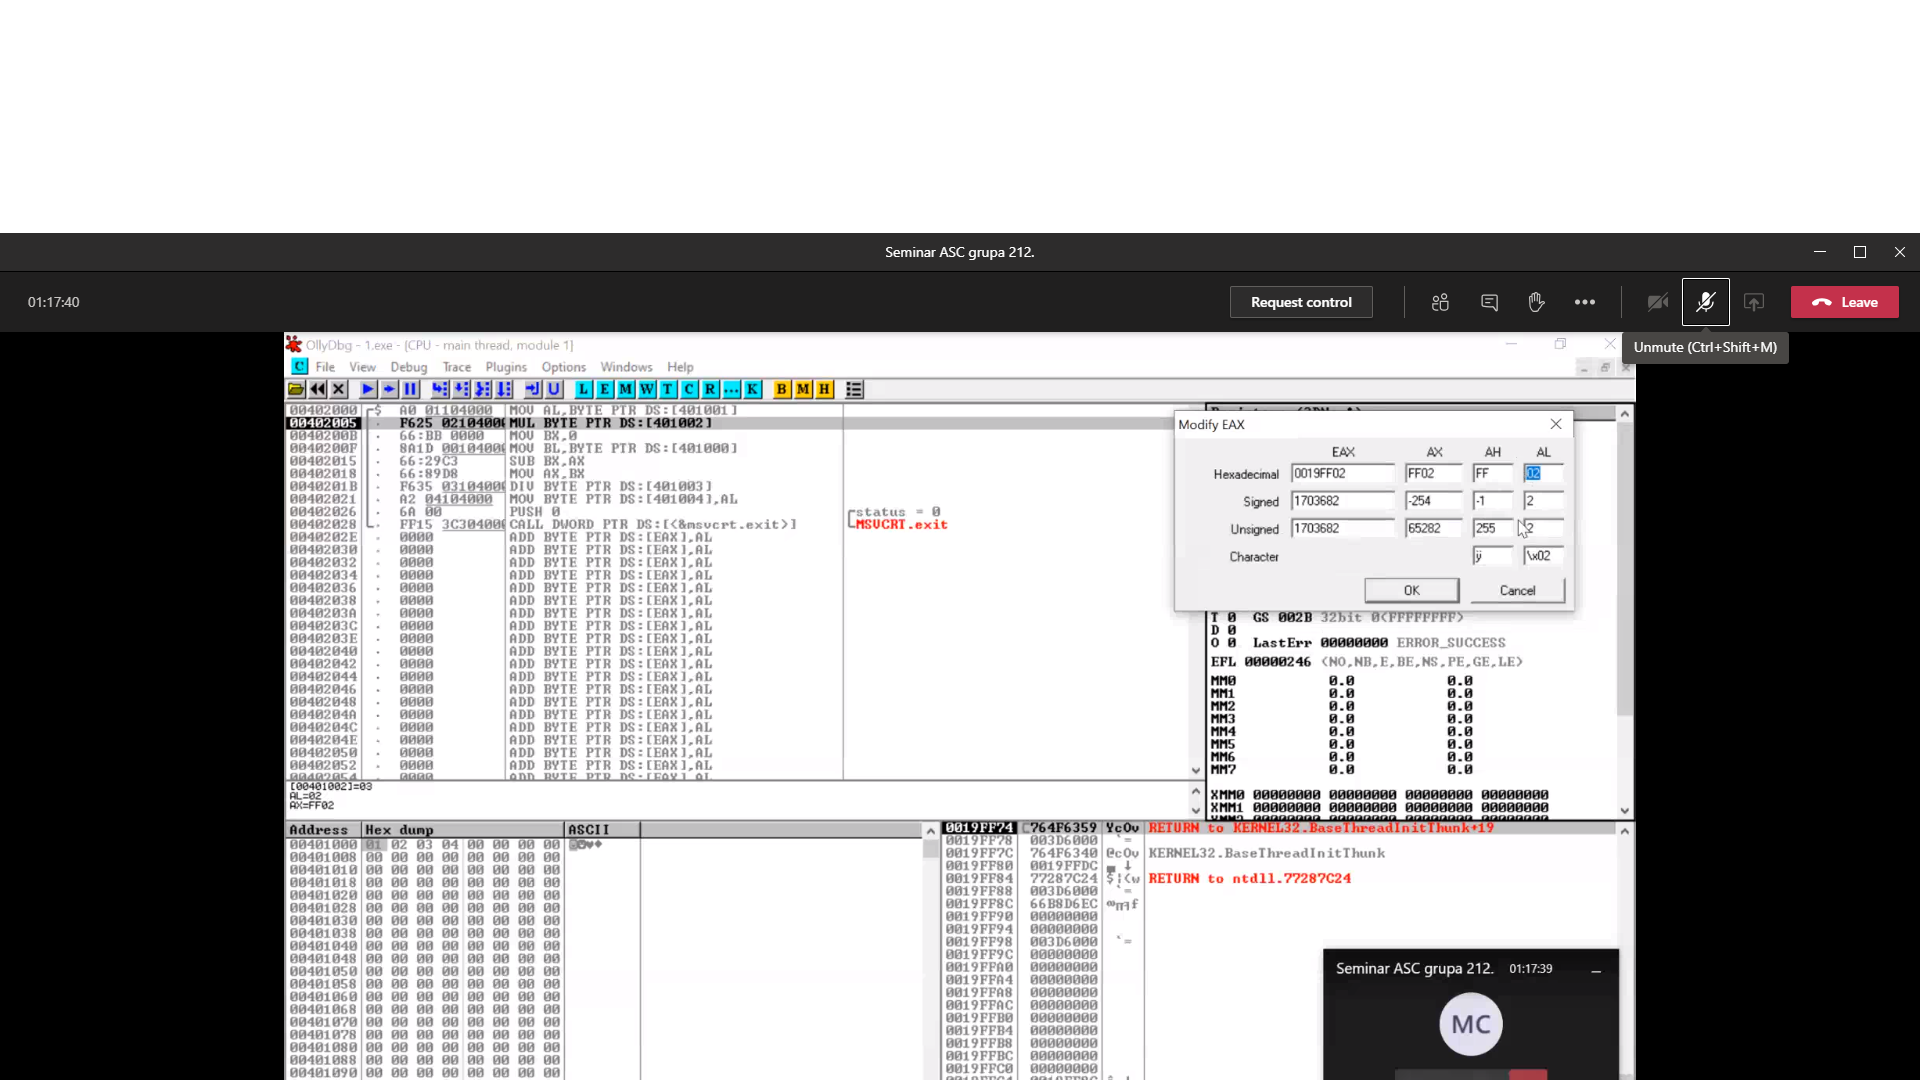 Seminar ASC grupa 212.
01:17:40
Request control
Leave
Unmute (Ctrl+Shift+M)
OllyDbg - 1.exe - [CPU - main thread, module 1]
C File View Debug Trace Plugins Options Windows Help
L E M W T C R ... K B M H
00402000 $ A0 01104000 MOV AL,BYTE PTR DS:[401001]
00402005 . F625 02104000 MUL BYTE PTR DS:[401002]
0040200B . 66:BB 0000 MOV BX,0
0040200F . 8A1D 00104000 MOV BL,BYTE PTR DS:[401000]
00402015 . 66:29C3 SUB BX,AX
00402018 . 66:89D8 MOV AX,BX
0040201B . F635 03104000 DIV BYTE PTR DS:[401003]
00402021 . A2 04104000 MOV BYTE PTR DS:[401004],AL
00402026 . 6A 00 PUSH 0 status = 0
00402028 . FF15 3C304000 CALL DWORD PTR DS:[<&msvcrt.exit>] MSVCRT.exit
0040202E . 0000 ADD BYTE PTR DS:[EAX],AL
00402030 . 0000 ADD BYTE PTR DS:[EAX],AL
00402032 . 0000 ADD BYTE PTR DS:[EAX],AL
00402034 . 0000 ADD BYTE PTR DS:[EAX],AL
00402036 . 0000 ADD BYTE PTR DS:[EAX],AL
00402038 . 0000 ADD BYTE PTR DS:[EAX],AL
0040203A . 0000 ADD BYTE PTR DS:[EAX],AL
0040203C . 0000 ADD BYTE PTR DS:[EAX],AL
0040203E . 0000 ADD BYTE PTR DS:[EAX],AL
00402040 . 0000 ADD BYTE PTR DS:[EAX],AL
00402042 . 0000 ADD BYTE PTR DS:[EAX],AL
00402044 . 0000 ADD BYTE PTR DS:[EAX],AL
00402046 . 0000 ADD BYTE PTR DS:[EAX],AL
00402048 . 0000 ADD BYTE PTR DS:[EAX],AL
0040204A . 0000 ADD BYTE PTR DS:[EAX],AL
0040204C . 0000 ADD BYTE PTR DS:[EAX],AL
0040204E . 0000 ADD BYTE PTR DS:[EAX],AL
00402050 . 0000 ADD BYTE PTR DS:[EAX],AL
00402052 . 0000 ADD BYTE PTR DS:[EAX],AL
00402054 . 0000 ADD BYTE PTR DS:[EAX],AL
[00401002]=03
AL=02
AX=FF02
Modify EAX
EAX AX AH AL
Hexadecimal 0019FF02 FF02 FF 02
Signed 1703682 -254 -1 2
Unsigned 1703682 65282 255 2
Character ÿ \x02
OK Cancel
T 0 GS 002B 32bit 0(FFFFFFFF)
D 0
O 0 LastErr 00000000 ERROR_SUCCESS
EFL 00000246 (NO,NB,E,BE,NS,PE,GE,LE)
MM0 0.0 0.0
MM1 0.0 0.0
MM2 0.0 0.0
MM3 0.0 0.0
MM4 0.0 0.0
MM5 0.0 0.0
MM6 0.0 0.0
MM7 0.0 0.0
XMM0 00000000 00000000 00000000 00000000
XMM1 00000000 00000000 00000000 00000000
Address Hex dump ASCII
00401000 01 02 03 04 00 00 00 00
00401008 00 00 00 00 00 00 00 00
00401010 00 00 00 00 00 00 00 00
00401018 00 00 00 00 00 00 00 00
00401020 00 00 00 00 00 00 00 00
00401028 00 00 00 00 00 00 00 00
00401030 00 00 00 00 00 00 00 00
00401038 00 00 00 00 00 00 00 00
00401040 00 00 00 00 00 00 00 00
00401048 00 00 00 00 00 00 00 00
00401050 00 00 00 00 00 00 00 00
00401058 00 00 00 00 00 00 00 00
00401060 00 00 00 00 00 00 00 00
00401068 00 00 00 00 00 00 00 00
00401070 00 00 00 00 00 00 00 00
00401078 00 00 00 00 00 00 00 00
00401080 00 00 00 00 00 00 00 00
00401088 00 00 00 00 00 00 00 00
00401090 00 00 00 00 00 00 00 00
0019FF74 764F6359 YcOv RETURN to KERNEL32.BaseThreadInitThunk+19
0019FF78 003D6000 `=
0019FF7C 764F6340 @cOv KERNEL32.BaseThreadInitThunk
0019FF80 0019FFDC
0019FF84 77287C24 RETURN to ntdll.77287C24
0019FF88 003D6000 `=
0019FF8C 66B8D6EC
0019FF90 00000000
0019FF94 00000000
0019FF98 003D6000 `=
0019FF9C 00000000
0019FFA0 00000000
0019FFA4 00000000
0019FFA8 00000000
0019FFAC 00000000
0019FFB0 00000000
0019FFB4 00000000
0019FFB8 00000000
0019FFBC 00000000
0019FFC0 00000000
Seminar ASC grupa 212. 01:17:39
MC